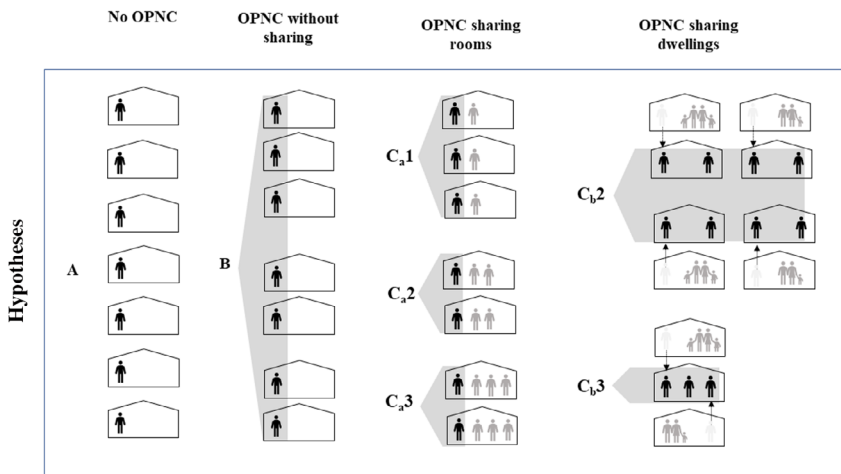 No OPNC
OPNC without
sharing
OPNC sharing
rooms
OPNC sharing
dwellings
Hypotheses
A
B
Ca1
Ca2
Ca3
Cb2
Cb3